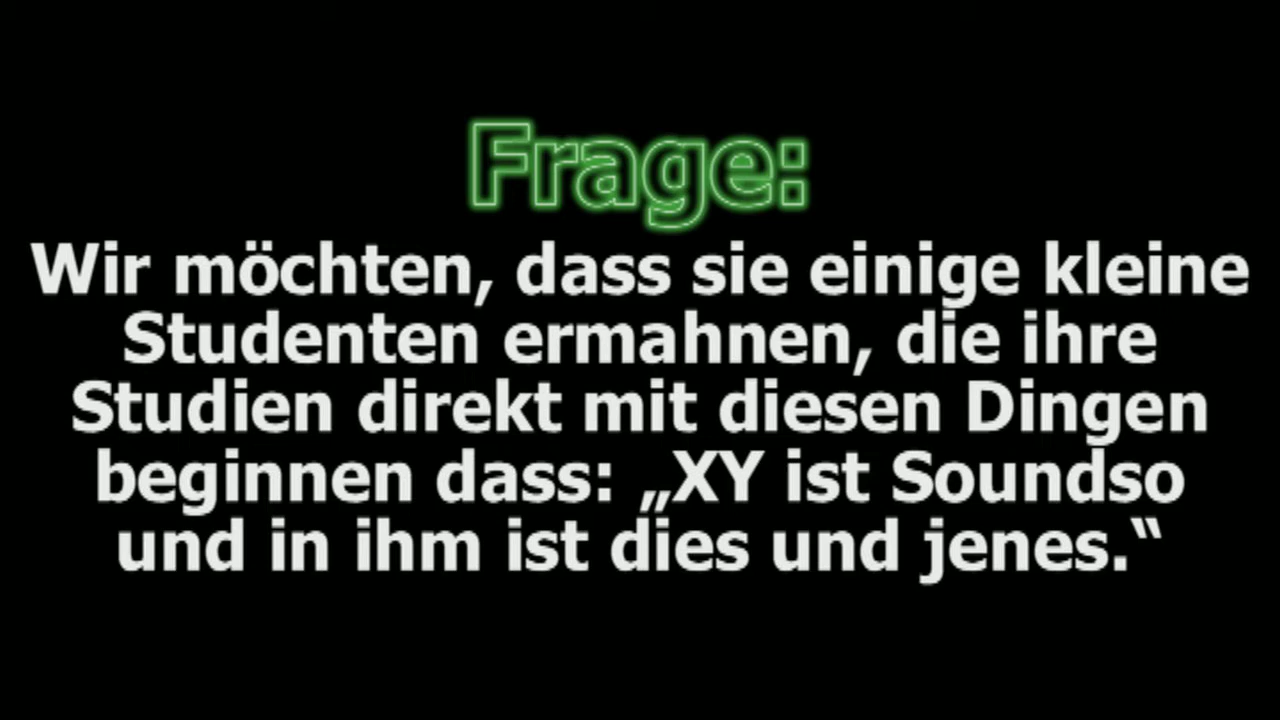 Frage:
Wir möchten, dass sie einige kleine
Studenten ermahnen, die ihre
Studien direkt mit diesen Dingen
beginnen dass: „XY ist Soundso
und in ihm ist dies und jenes.“